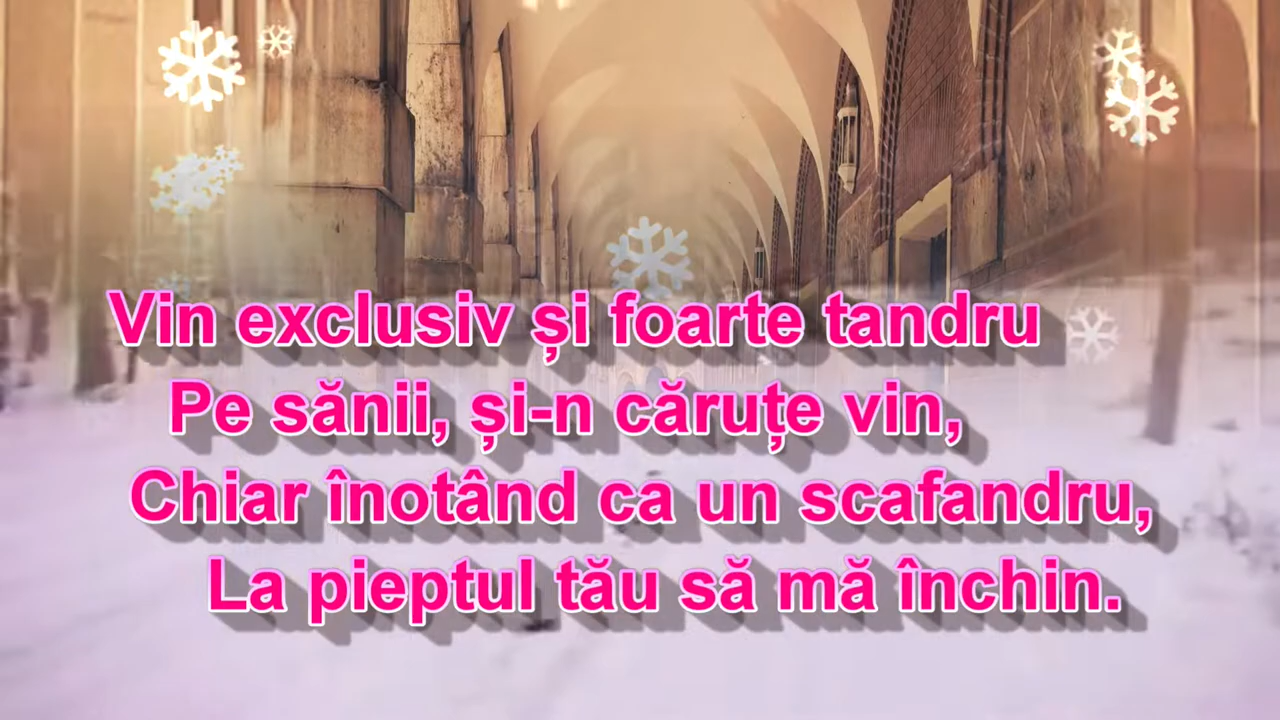 Vin exclusiv și foarte tandru
Pe sănii, și-n căruțe vin,
Chiar înotând ca un scafandru,
La pieptul tău să mă închin.